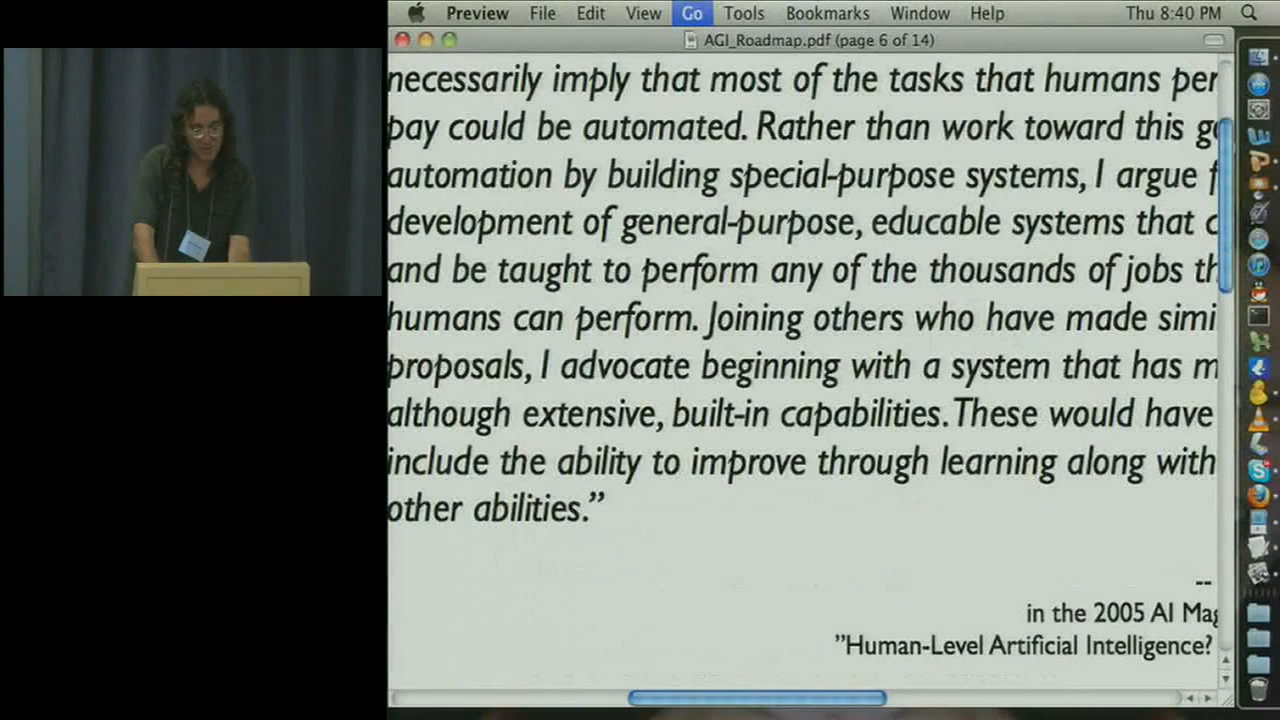 Preview File Edit View Go Tools Bookmarks Window Help Thu 8:40 PM
AGI_Roadmap.pdf (page 6 of 14)
necessarily imply that most of the tasks that humans per
pay could be automated. Rather than work toward this g
automation by building special-purpose systems, I argue f
development of general-purpose, educable systems that c
and be taught to perform any of the thousands of jobs th
humans can perform. Joining others who have made simi
proposals, I advocate beginning with a system that has m
although extensive, built-in capabilities. These would have
include the ability to improve through learning along with
other abilities.”
--
in the 2005 AI Mag
”Human-Level Artificial Intelligence?